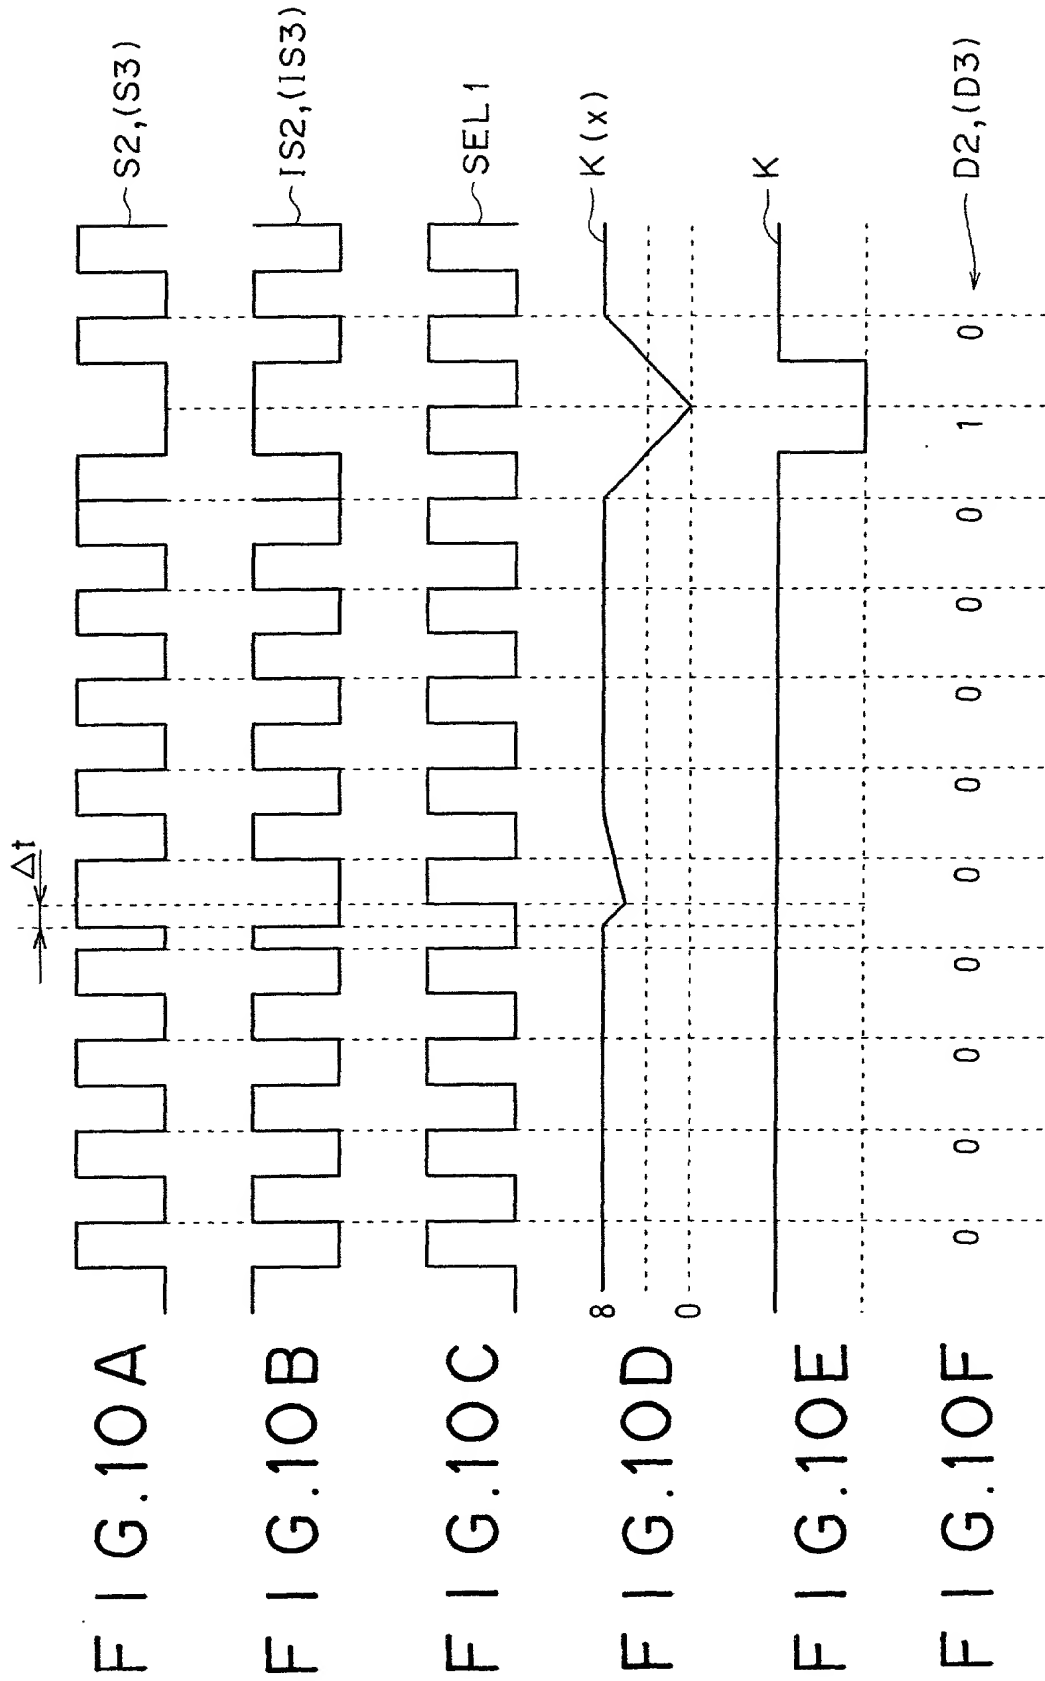 Δt
FIG.10A
S2,(S3)
FIG.10B
IS2,(IS3)
FIG.10C
SEL1
FIG.10D
8
0
K(x)
FIG.10E
K
FIG.10F
0 0 0 0 0 0 0 0 0 1 0
D2,(D3)